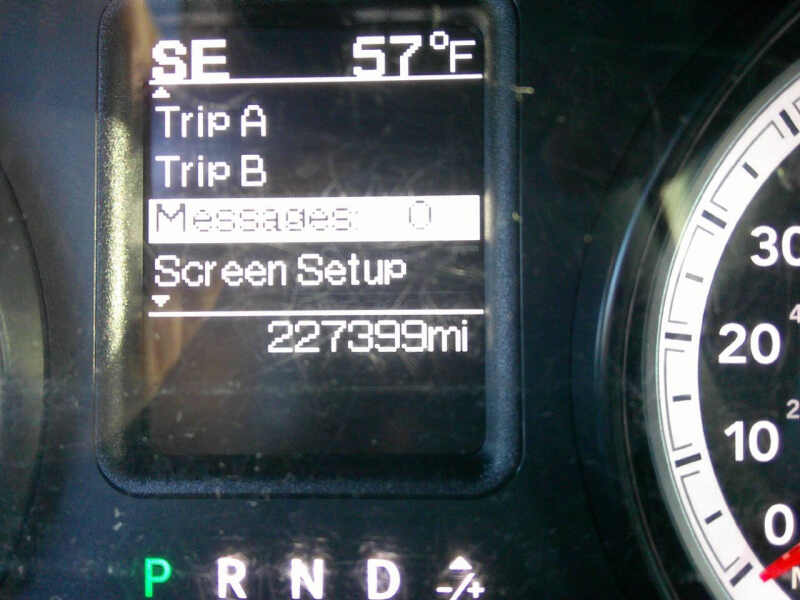 SE 57°F
Trip A
Trip B
Messages: 0
Screen Setup
227399mi
P R N D -/+
30
20
10
0